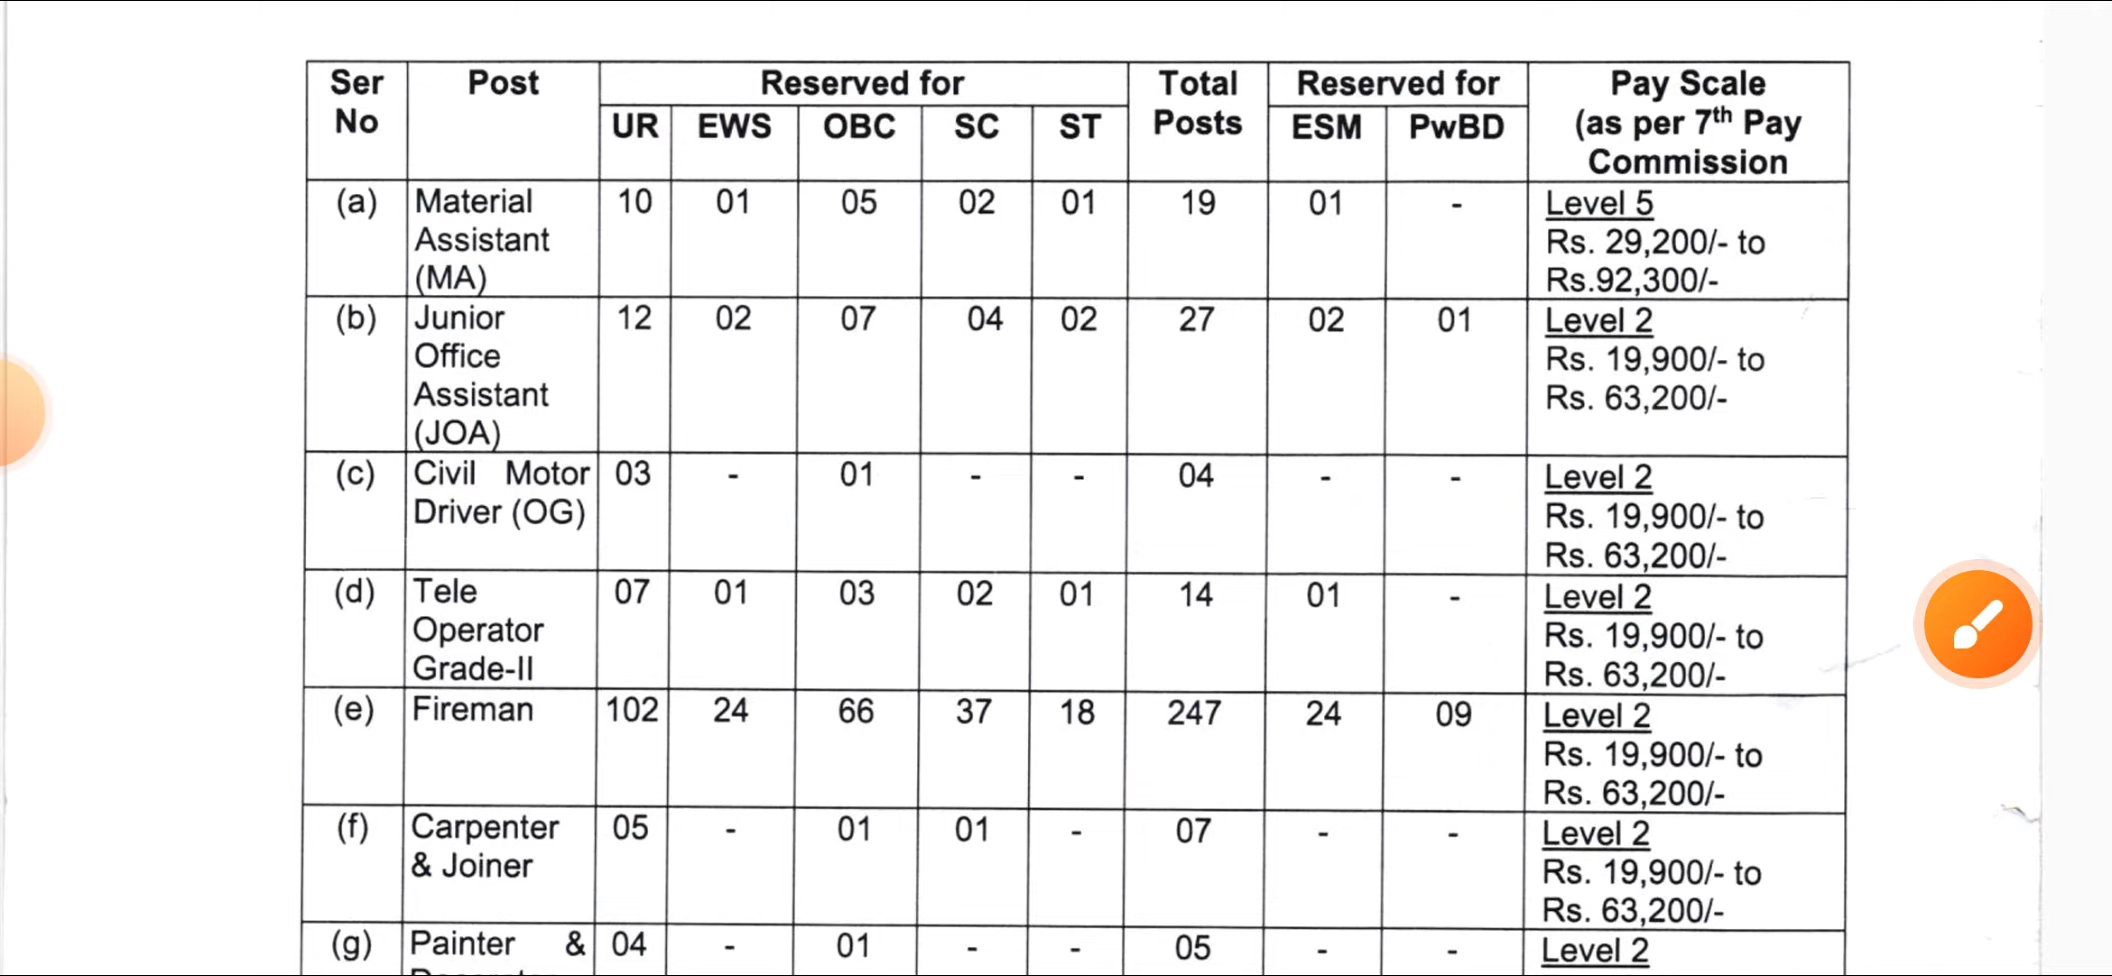 Ser No | Post | Reserved for | Total Posts | Reserved for | Pay Scale (as per 7th Pay Commission
UR | EWS | OBC | SC | ST | ESM | PwBD
(a) | Material Assistant (MA) | 10 | 01 | 05 | 02 | 01 | 19 | 01 | - | Level 5 Rs. 29,200/- to Rs.92,300/-
(b) | Junior Office Assistant (JOA) | 12 | 02 | 07 | 04 | 02 | 27 | 02 | 01 | Level 2 Rs. 19,900/- to Rs. 63,200/-
(c) | Civil Motor Driver (OG) | 03 | - | 01 | - | - | 04 | - | - | Level 2 Rs. 19,900/- to Rs. 63,200/-
(d) | Tele Operator Grade-II | 07 | 01 | 03 | 02 | 01 | 14 | 01 | - | Level 2 Rs. 19,900/- to Rs. 63,200/-
(e) | Fireman | 102 | 24 | 66 | 37 | 18 | 247 | 24 | 09 | Level 2 Rs. 19,900/- to Rs. 63,200/-
(f) | Carpenter & Joiner | 05 | - | 01 | 01 | - | 07 | - | - | Level 2 Rs. 19,900/- to Rs. 63,200/-
(g) | Painter & | 04 | - | 01 | - | - | 05 | - | - | Level 2